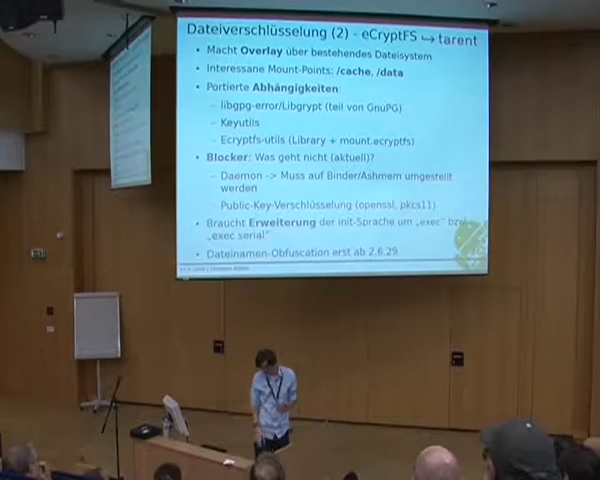 Dateiverschlüsselung (2) - eCryptFS ↪ tarent
• Macht Overlay über bestehendes Dateisystem
• Interessane Mount-Points: /cache, /data
• Portierte Abhängigkeiten:
– libgpg-error/Libgrypt (teil von GnuPG)
– Keyutils
– Ecryptfs-utils (Library + mount.ecryptfs)
• Blocker: Was geht nicht (aktuell)?
– Daemon -> Muss auf Binder/Ashmem umgestellt
werden
– Public-Key-Verschlüsselung (openssl, pkcs11)
• Braucht Erweiterung der init-Sprache um „exec“ bzw.
„exec serial“
• Dateinamen-Obfuscation erst ab 2.6.29